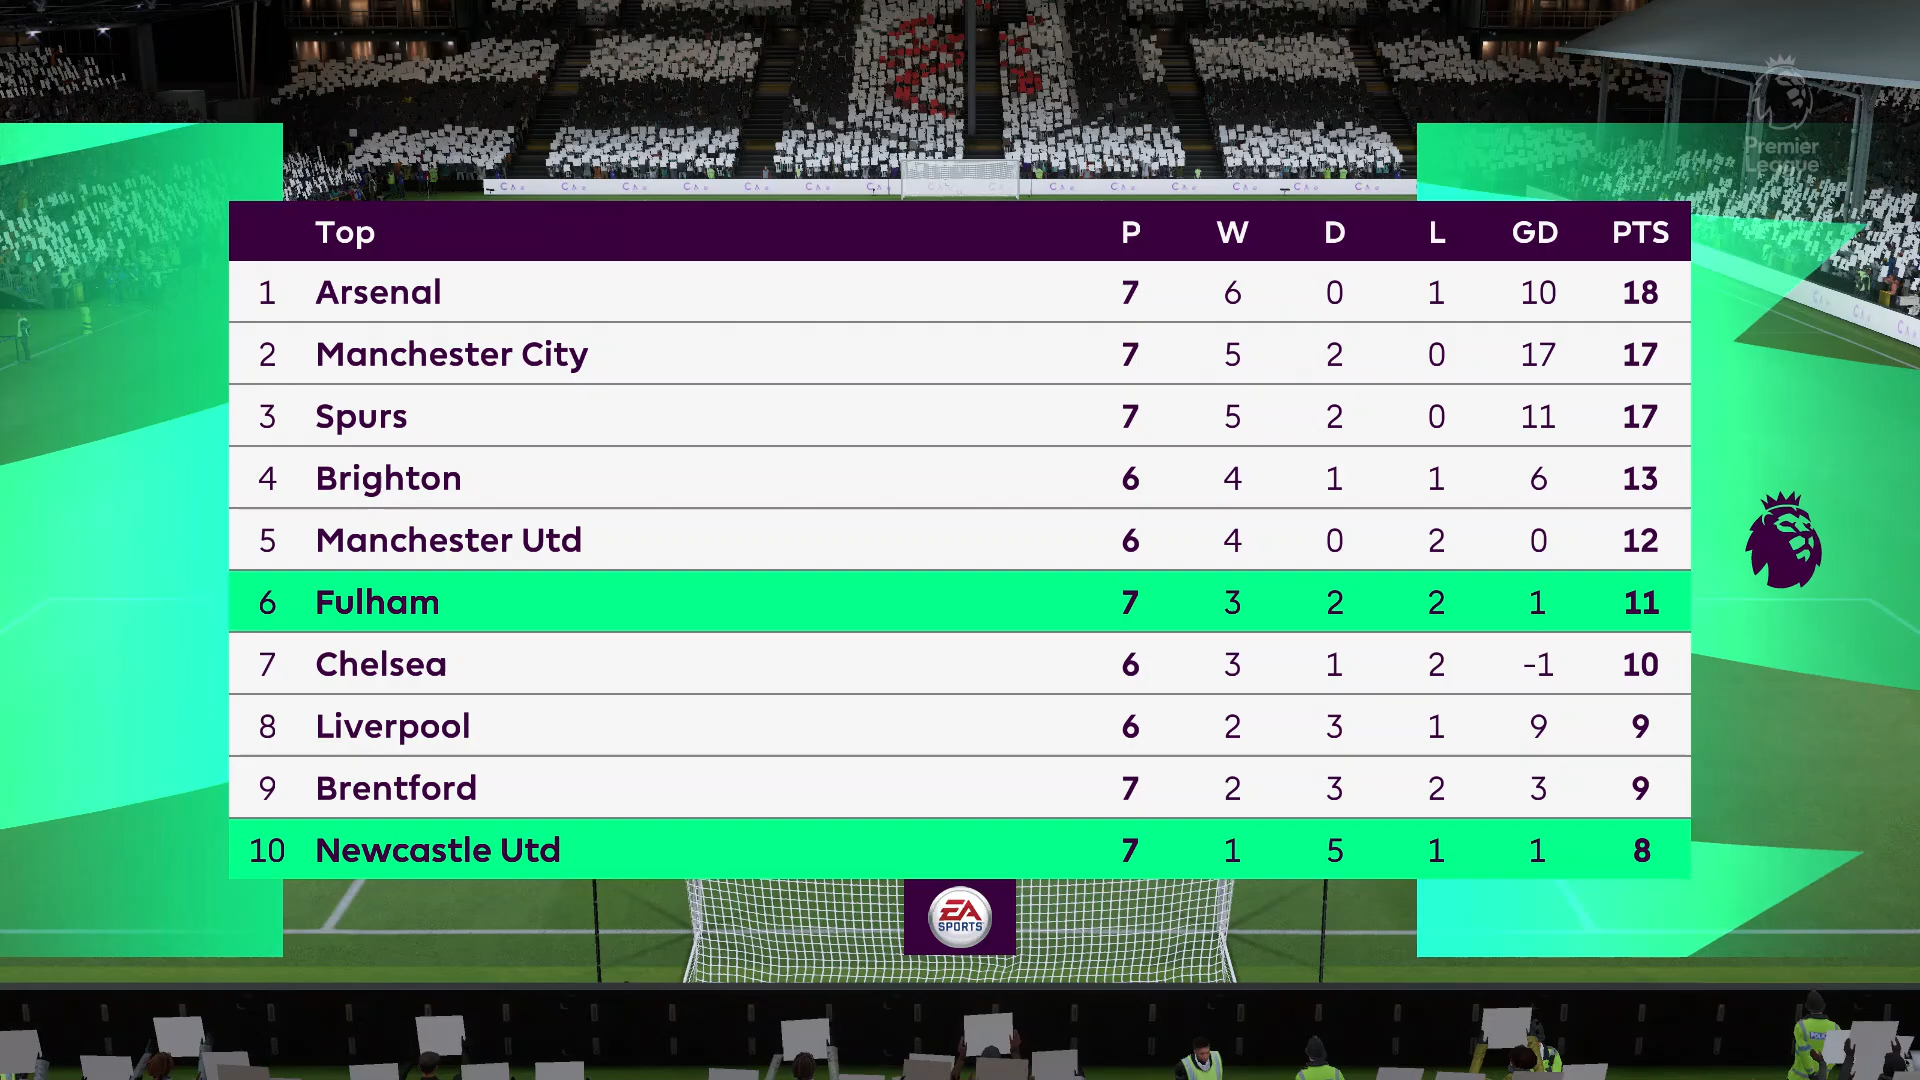 Premier
League
Top P W D L GD PTS
1 Arsenal 7 6 0 1 10 18
2 Manchester City 7 5 2 0 17 17
3 Spurs 7 5 2 0 11 17
4 Brighton 6 4 1 1 6 13
5 Manchester Utd 6 4 0 2 0 12
6 Fulham 7 3 2 2 1 11
7 Chelsea 6 3 1 2 -1 10
8 Liverpool 6 2 3 1 9 9
9 Brentford 7 2 3 2 3 9
10 Newcastle Utd 7 1 5 1 1 8
EA
SPORTS